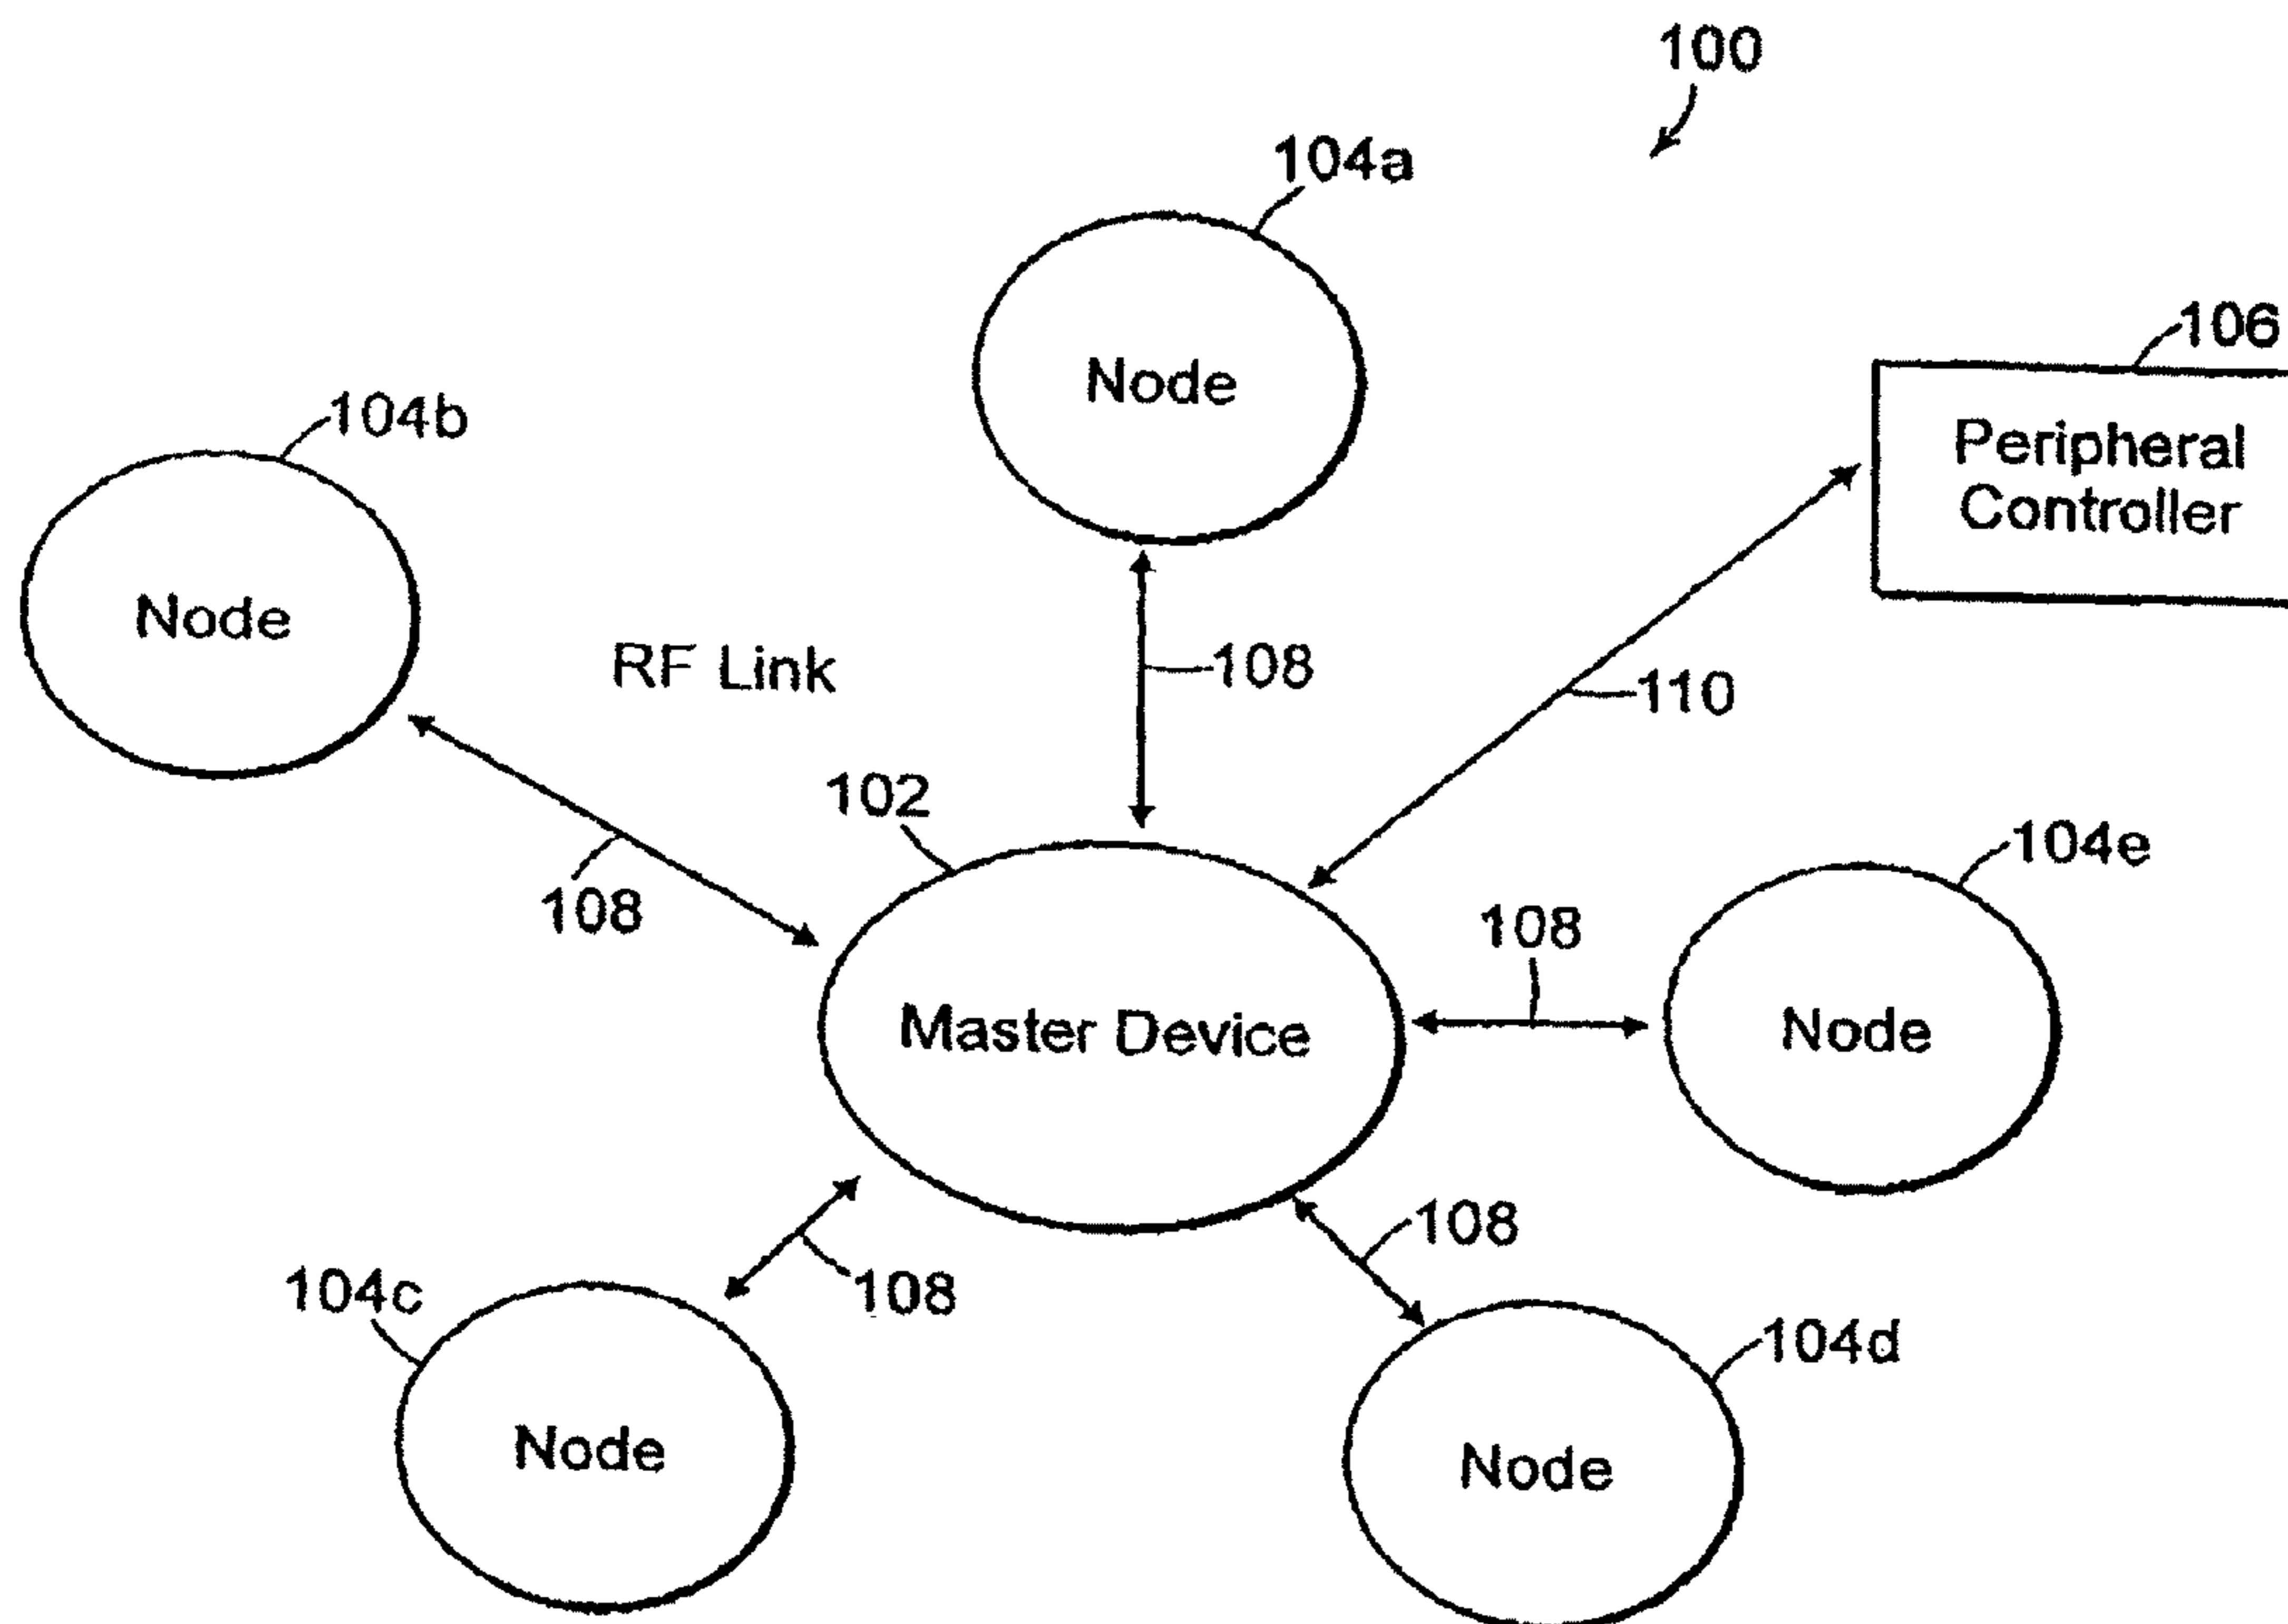 100
104a
106
Node
Peripheral
Controller
104b
Node
RF Link
108
110
102
104e
108
108
Master Device
Node
108
104c
108
104d
Node
Node